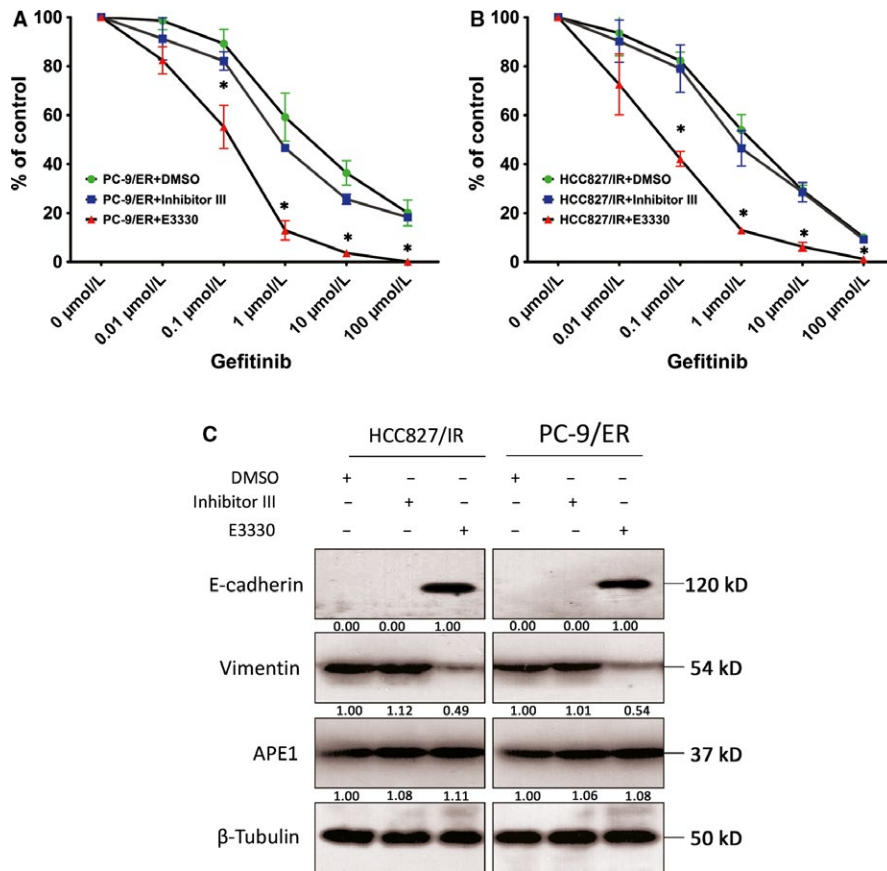 A
% of control
100
80
60
40
20
0
PC-9/ER+DMSO
PC-9/ER+Inhibitor III
PC-9/ER+E3330
*
*
*
*
0 µmol/L
0.01 µmol/L
0.1 µmol/L
1 µmol/L
10 µmol/L
100 µmol/L
Gefitinib
B
% of control
100
80
60
40
20
0
HCC827/IR+DMSO
HCC827/IR+Inhibitor III
HCC827/IR+E3330
*
*
*
*
0 µmol/L
0.01 µmol/L
0.1 µmol/L
1 µmol/L
10 µmol/L
100 µmol/L
Gefitinib
C
HCC827/IR PC-9/ER
DMSO + – – + – –
Inhibitor III – + – – + –
E3330 – – + – – +
E-cadherin 120 kD
0.00 0.00 1.00 0.00 0.00 1.00
Vimentin 54 kD
1.00 1.12 0.49 1.00 1.01 0.54
APE1 37 kD
1.00 1.08 1.11 1.00 1.06 1.08
β-Tubulin 50 kD